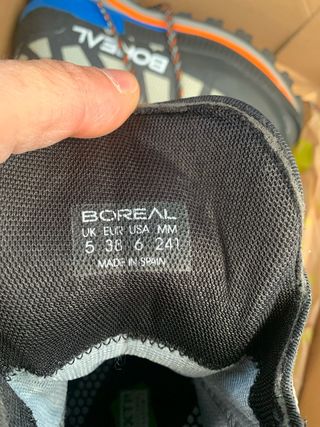 BOREAL
BOREAL
UK EUR USA MM
5 38 6 241
MADE IN SPAIN